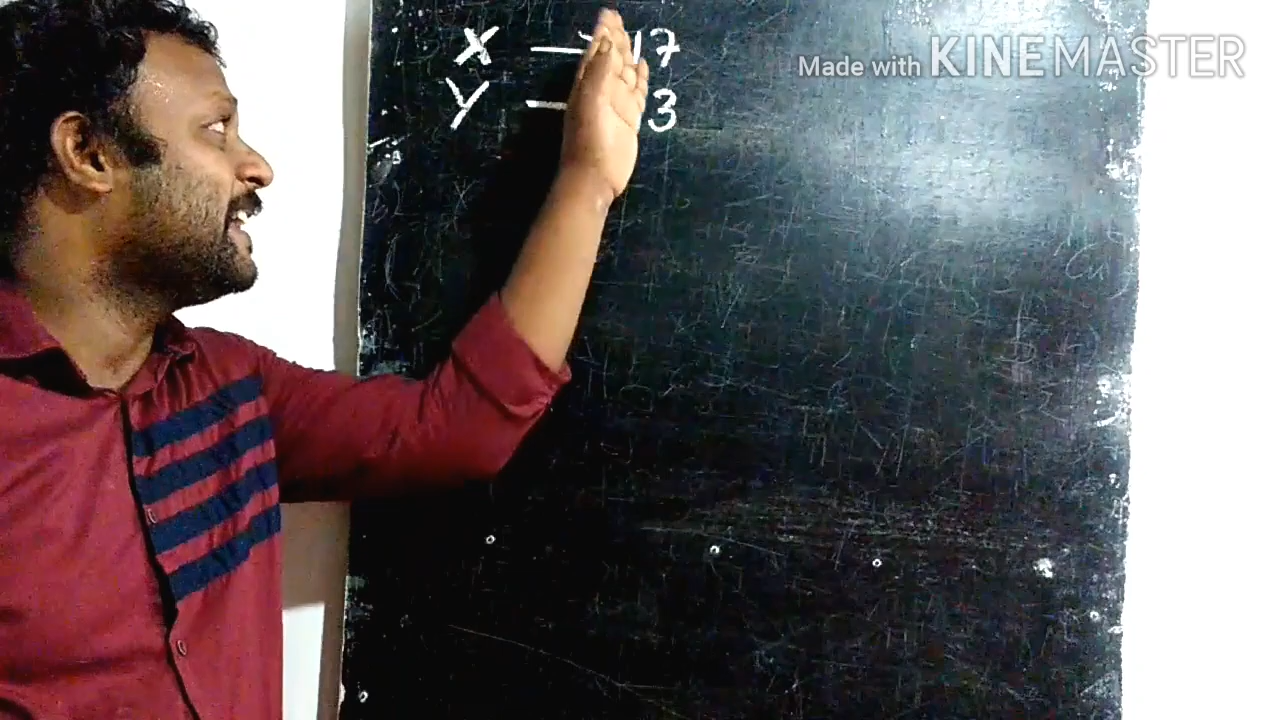 X → 17
Y — 3
Made with KINEMASTER